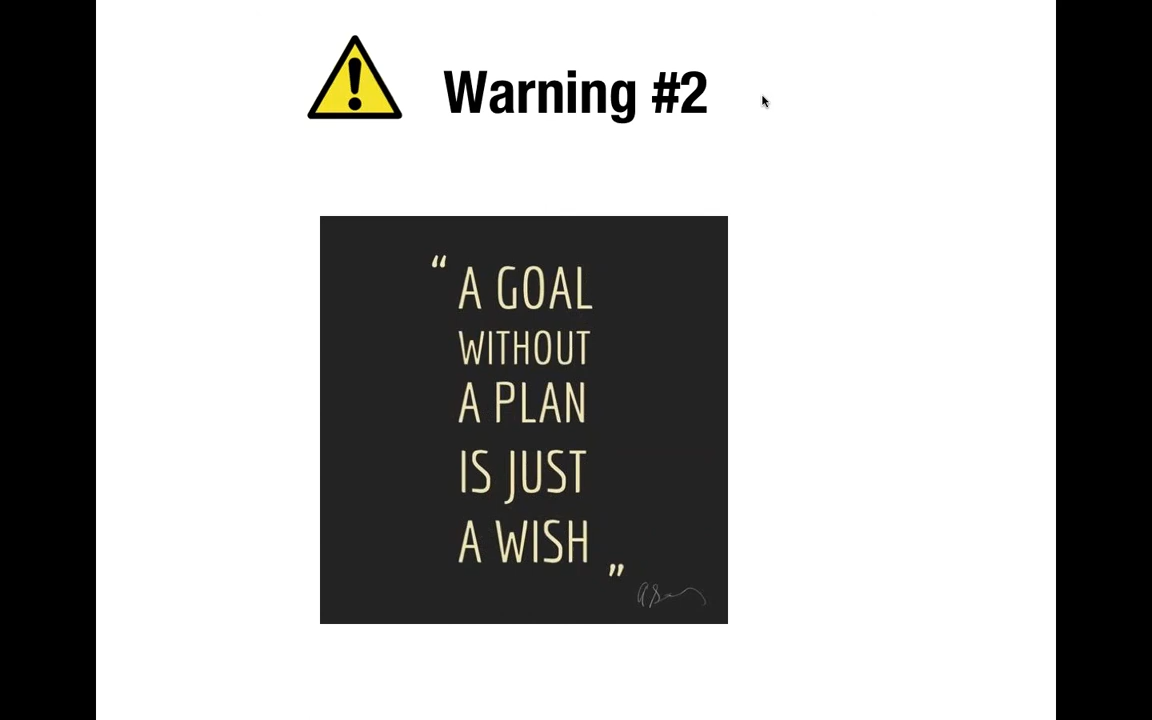 Warning #2
“ A GOAL
WITHOUT
A PLAN
IS JUST
A WISH ”